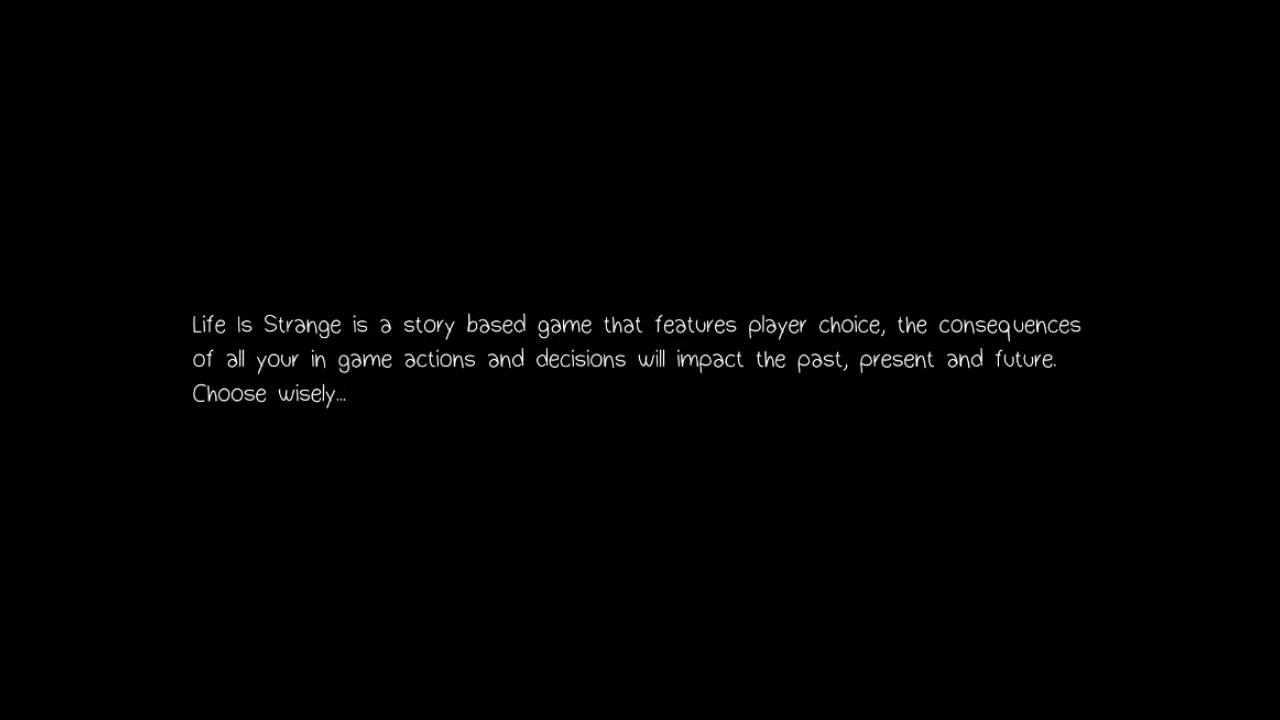 Life Is Strange is a story based game that features player choice, the consequences
of all your in game actions and decisions will impact the past, present and future.
Choose wisely...